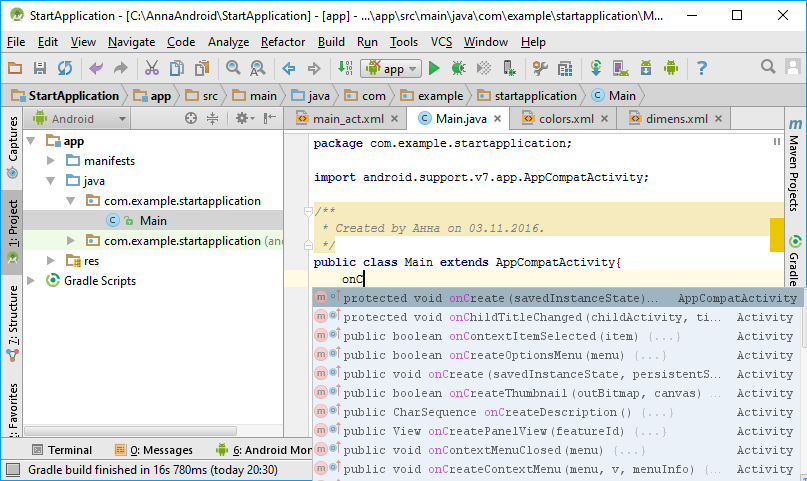 StartApplication - [C:\AnnaAndroid\StartApplication] - [app] - ...\app\src\main\java\com\example\startapplication\M...
File Edit View Navigate Code Analyze Refactor Build Run Tools VCS Window Help
app
StartApplication app src main java com example startapplication Main
Android
main_act.xml Main.java colors.xml dimens.xml
Captures
1: Project
7: Structure
Favorites
app
manifests
java
com.example.startapplication
Main
com.example.startapplication (an
res
Gradle Scripts
package com.example.startapplication;
import android.support.v7.app.AppCompatActivity;
/**
* Created by Анна on 03.11.2016.
*/
public class Main extends AppCompatActivity{
onC
protected void onCreate(savedInstanceState)... AppCompatActivity
protected void onChildTitleChanged(childActivity, ti... Activity
public boolean onContextItemSelected(item) {...} Activity
public boolean onCreateOptionsMenu(menu) {...} Activity
public void onCreate(savedInstanceState, persistentS... Activity
public boolean onCreateThumbnail(outBitmap, canvas) ... Activity
public CharSequence onCreateDescription() {...} Activity
public View onCreatePanelView(featureId) {...} Activity
public void onContextMenuClosed(menu) {...} Activity
public void onCreateContextMenu(menu, v, menuInfo) {... Activity
Maven Projects
Gradle
Terminal 0: Messages 6: Android Mon
Gradle build finished in 16s 780ms (today 20:30)